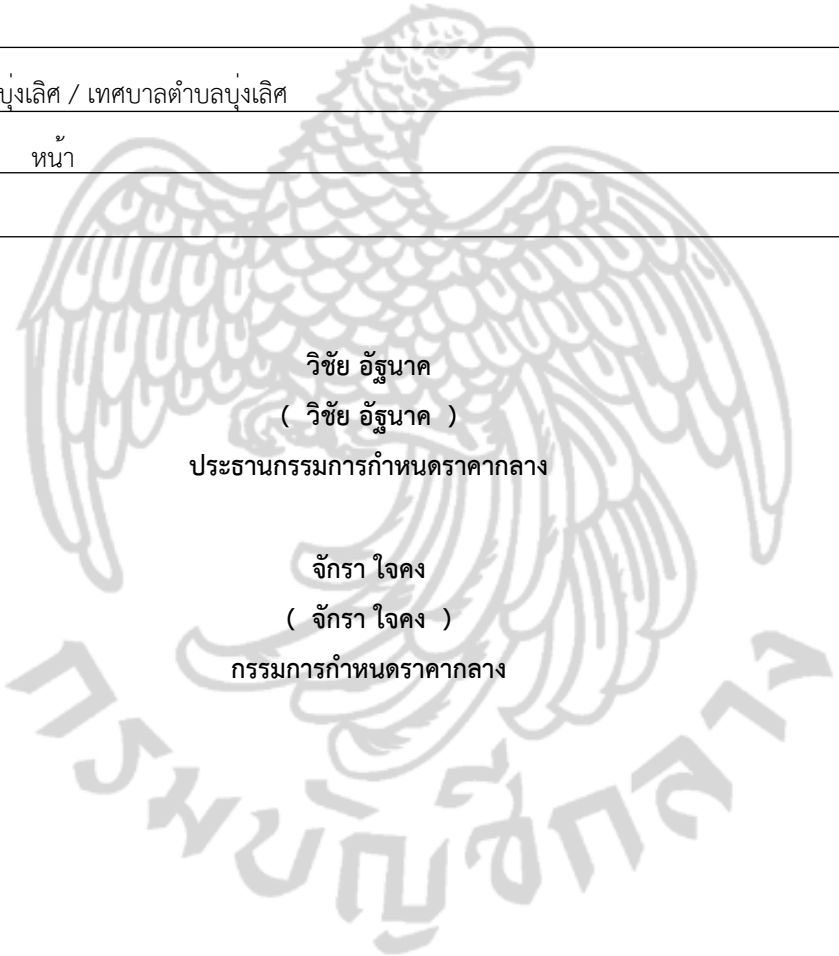 บุ่งเลิศ / เทศบาลตำบลบุ่งเลิศ
หน้า
วิชัย อัฐนาค
( วิชัย อัฐนาค )
ประธานกรรมการกำหนดราคากลาง
จักรา ใจคง
( จักรา ใจคง )
กรรมการกำหนดราคากลาง
กรมบัญชีกลาง